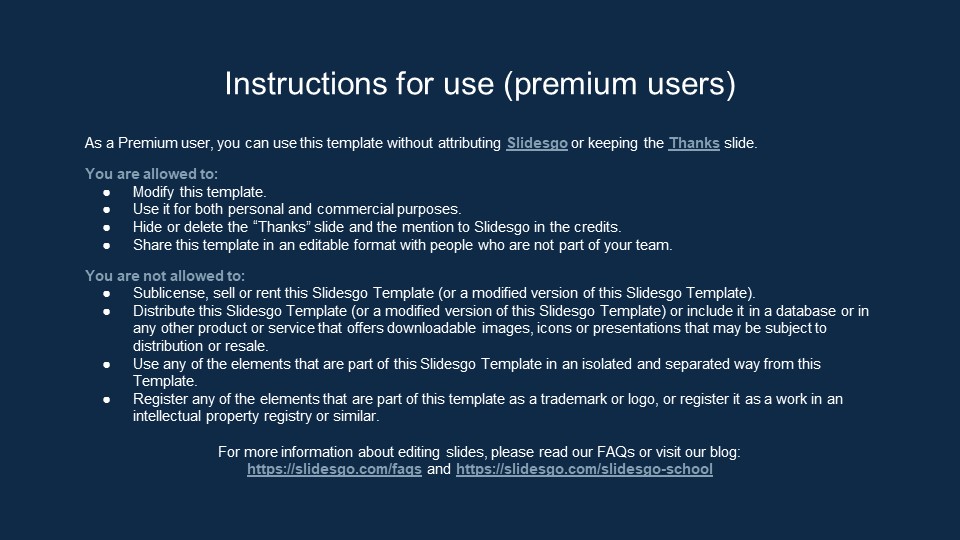 Instructions for use (premium users)
As a Premium user, you can use this template without attributing Slidesgo or keeping the Thanks slide.
You are allowed to:
● Modify this template.
● Use it for both personal and commercial purposes.
● Hide or delete the “Thanks” slide and the mention to Slidesgo in the credits.
● Share this template in an editable format with people who are not part of your team.
You are not allowed to:
● Sublicense, sell or rent this Slidesgo Template (or a modified version of this Slidesgo Template).
● Distribute this Slidesgo Template (or a modified version of this Slidesgo Template) or include it in a database or in
any other product or service that offers downloadable images, icons or presentations that may be subject to
distribution or resale.
● Use any of the elements that are part of this Slidesgo Template in an isolated and separated way from this
Template.
● Register any of the elements that are part of this template as a trademark or logo, or register it as a work in an
intellectual property registry or similar.
For more information about editing slides, please read our FAQs or visit our blog:
https://slidesgo.com/faqs and https://slidesgo.com/slidesgo-school